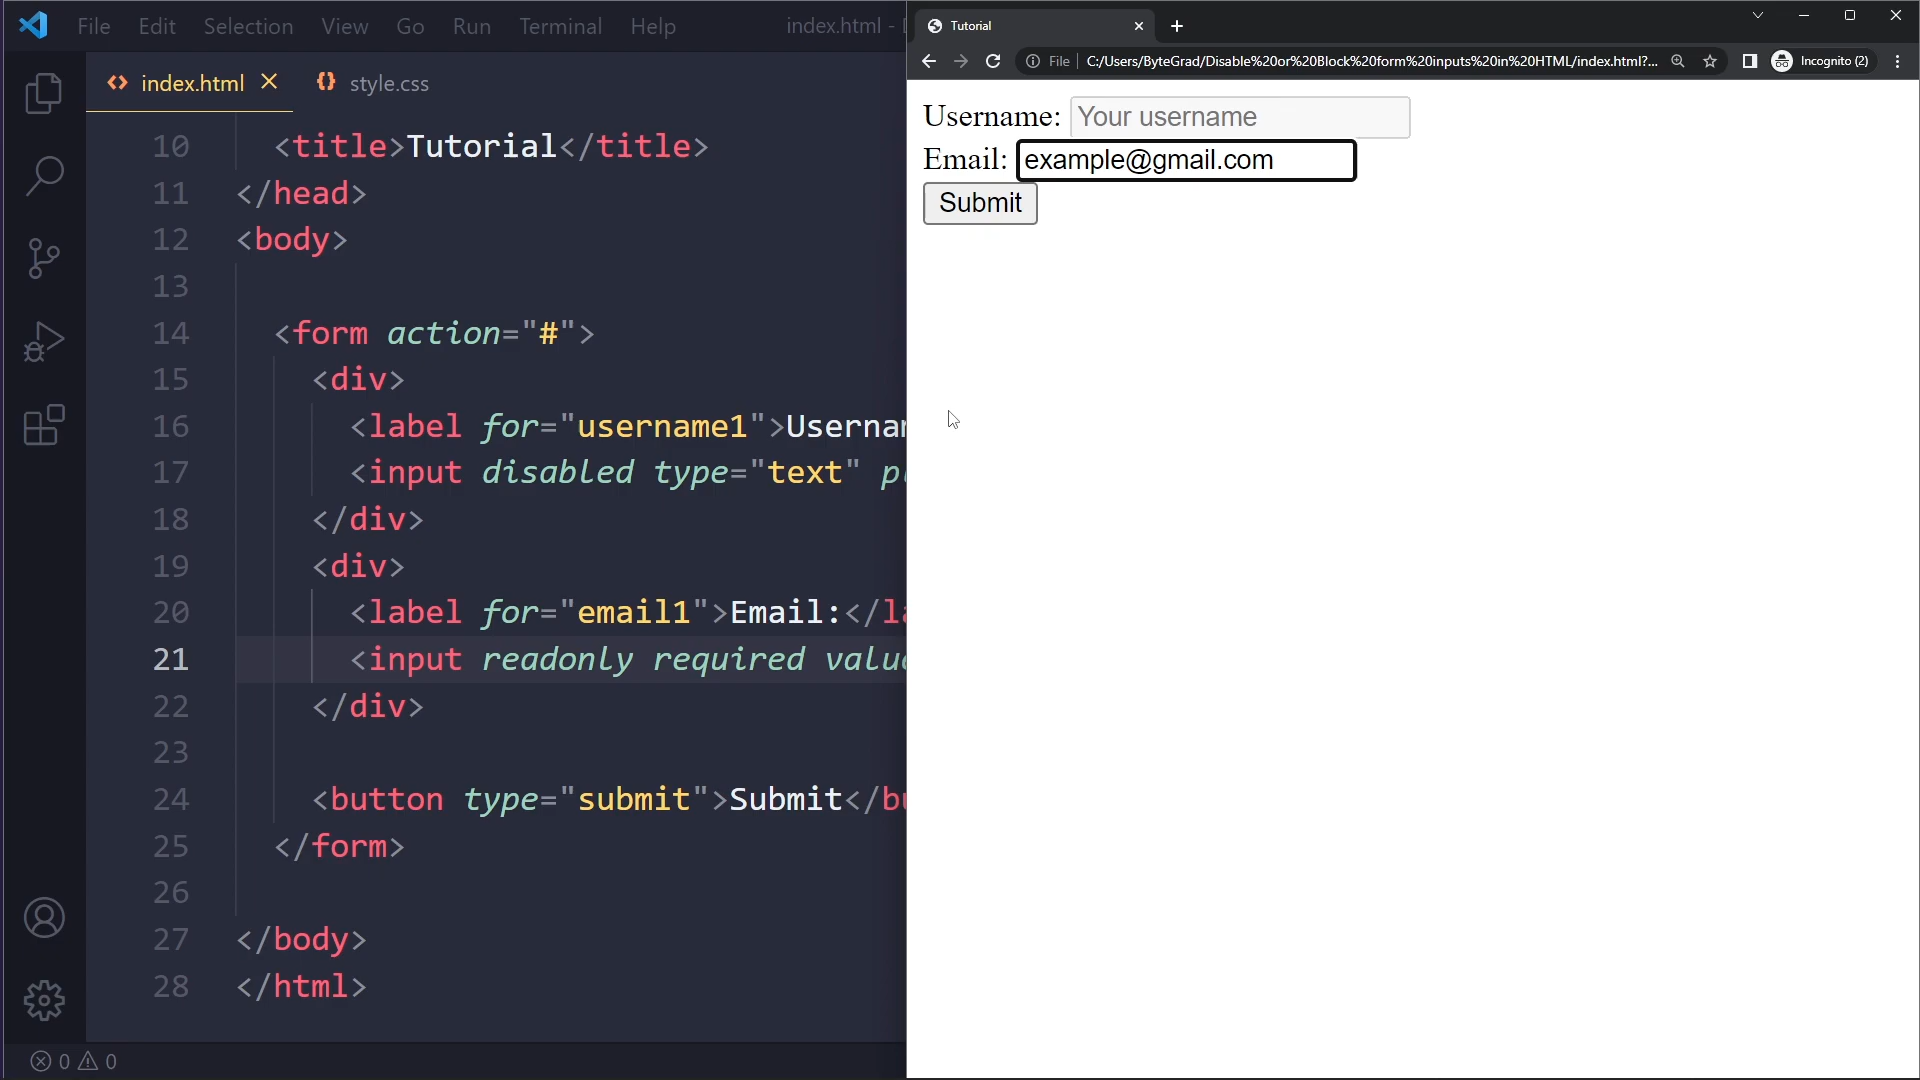 File Edit Selection View Go Run Terminal Help index.html -
index.html style.css
10 <title>Tutorial</title>
11 </head>
12 <body>
13
14 <form action="#">
15 <div>
16 <label for="username1">Userna
17 <input disabled type="text" p
18 </div>
19 <div>
20 <label for="email1">Email:</la
21 <input readonly required valu
22 </div>
23
24 <button type="submit">Submit</bu
25 </form>
26
27 </body>
28 </html>
0 0
Tutorial
File C:/Users/ByteGrad/Disable%20or%20Block%20form%20inputs%20in%20HTML/index.html?... Incognito (2)
Username: Your username
Email: example@gmail.com
Submit